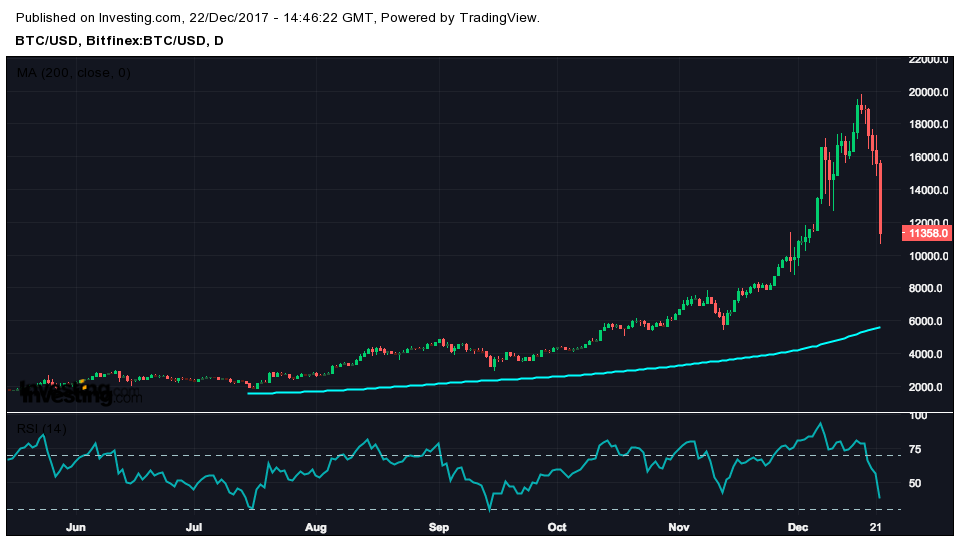 Published on Investing.com, 22/Dec/2017 - 14:46:22 GMT, Powered by TradingView.
BTC/USD, Bitfinex:BTC/USD, D
MA (200, close, 0)
22000.0
20000.0
18000.0
16000.0
14000.0
12000.0
11358.0
10000.0
8000.0
6000.0
4000.0
2000.0
Investing.com
RSI (14)
100
75
50
Jun Jul Aug Sep Oct Nov Dec 21